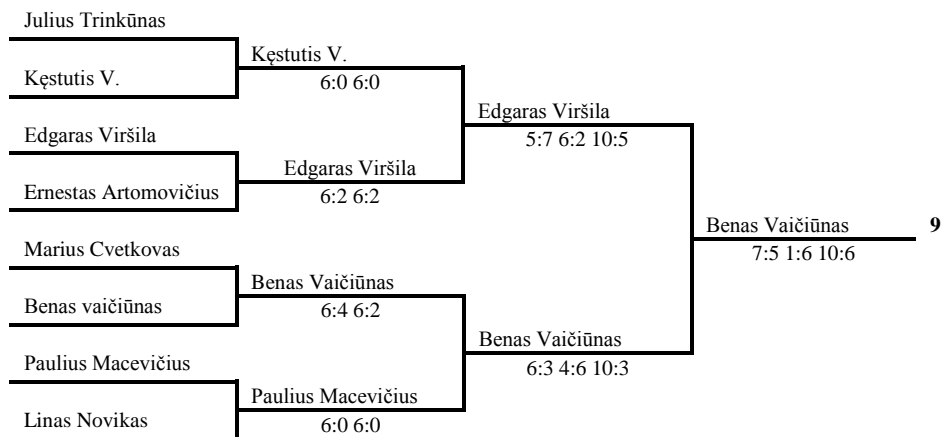 Julius Trinkūnas
Kęstutis V.
6:0 6:0
Kęstutis V.
Edgaras Viršila
5:7 6:2 10:5
Edgaras Viršila
Edgaras Viršila
6:2 6:2
Ernestas Artomovičius
Benas Vaičiūnas 9
7:5 1:6 10:6
Marius Cvetkovas
Benas Vaičiūnas
6:4 6:2
Benas vaičiūnas
Benas Vaičiūnas
6:3 4:6 10:3
Paulius Macevičius
Paulius Macevičius
6:0 6:0
Linas Novikas